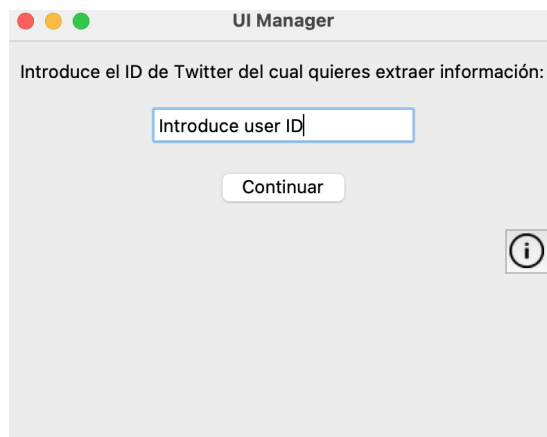 UI Manager
Introduce el ID de Twitter del cual quieres extraer información:
Introduce user ID
Continuar